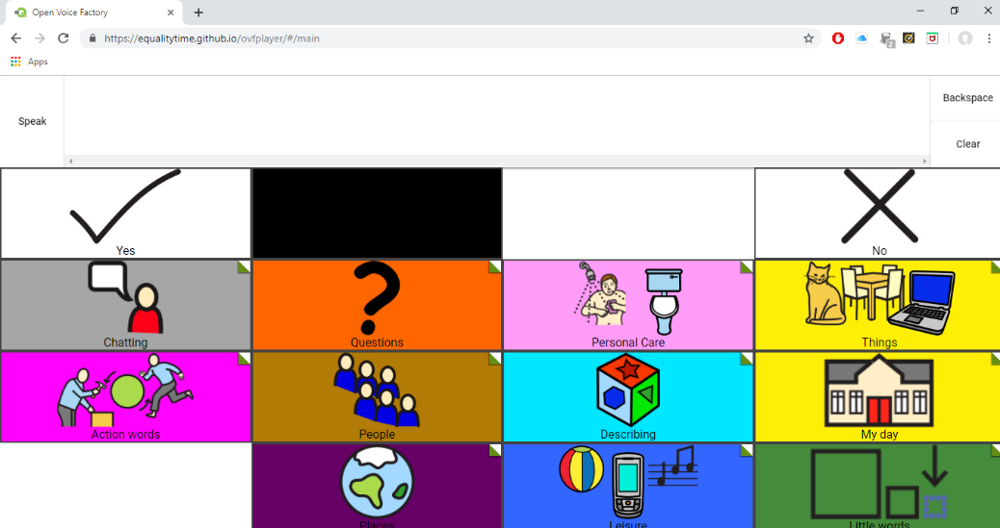 Open Voice Factory
https://equalitytime.github.io/ovfplayer/#/main
2
Apps
Speak
Backspace
Clear
Yes
No
Chatting
Questions
Personal Care
Things
Action words
People
Describing
My day
Places
Leisure
Little words